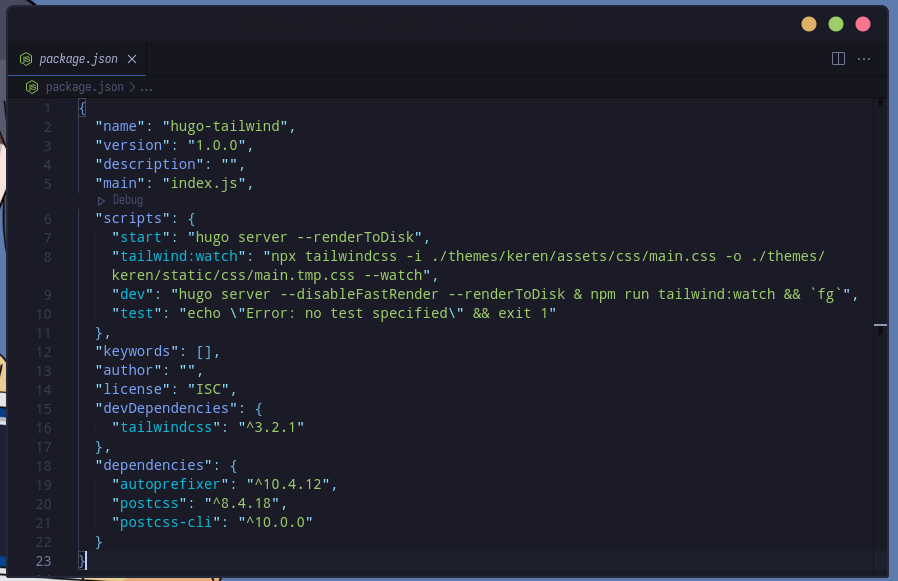 package.json
package.json > ...
1 {
2 "name": "hugo-tailwind",
3 "version": "1.0.0",
4 "description": "",
5 "main": "index.js",
Debug
6 "scripts": {
7 "start": "hugo server --renderToDisk",
8 "tailwind:watch": "npx tailwindcss -i ./themes/keren/assets/css/main.css -o ./themes/
keren/static/css/main.tmp.css --watch",
9 "dev": "hugo server --disableFastRender --renderToDisk & npm run tailwind:watch && `fg`",
10 "test": "echo \"Error: no test specified\" && exit 1"
11 },
12 "keywords": [],
13 "author": "",
14 "license": "ISC",
15 "devDependencies": {
16 "tailwindcss": "^3.2.1"
17 },
18 "dependencies": {
19 "autoprefixer": "^10.4.12",
20 "postcss": "^8.4.18",
21 "postcss-cli": "^10.0.0"
22 }
23 }